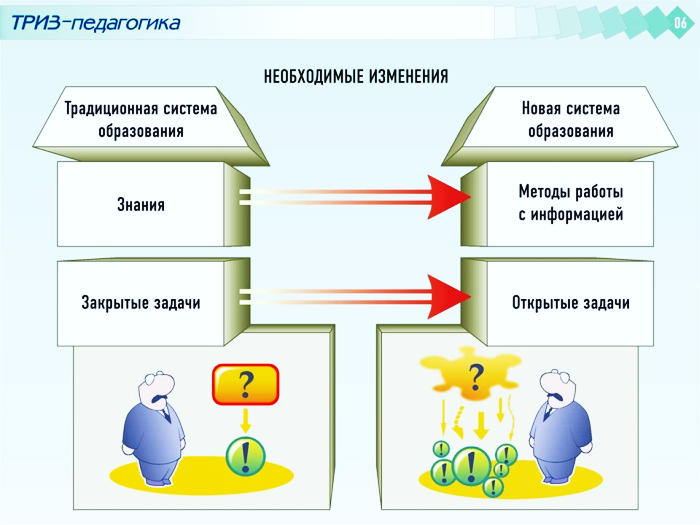 ТРИЗ-педагогика
06
НЕОБХОДИМЫЕ ИЗМЕНЕНИЯ
Традиционная система
образования
Новая система
образования
Знания
Методы работы
с информацией
Закрытые задачи
Открытые задачи
?
!
?
!
!
!
!
!
!